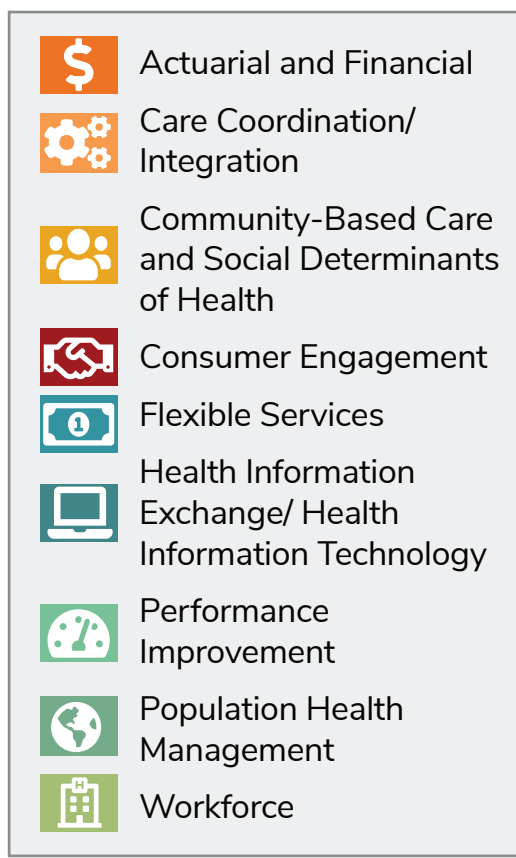 $
Actuarial and Financial
Care Coordination/
Integration
Community-Based Care
and Social Determinants
of Health
Consumer Engagement
1
Flexible Services
Health Information
Exchange/ Health
Information Technology
Performance
Improvement
Population Health
Management
H
Workforce